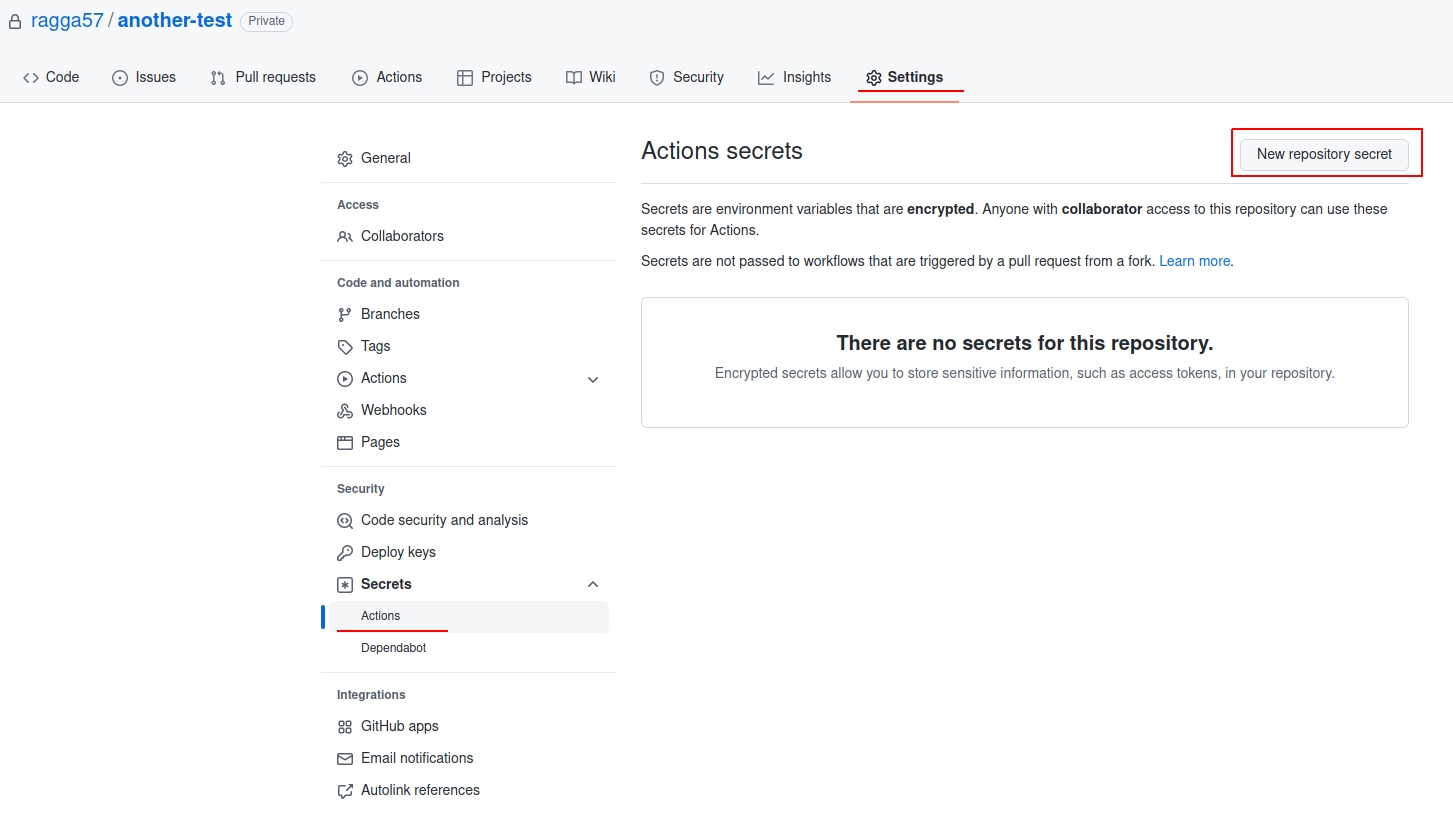 ragga57 / another-test Private
Code Issues Pull requests Actions Projects Wiki Security Insights Settings
General
Access
Collaborators
Code and automation
Branches
Tags
Actions
Webhooks
Pages
Security
Code security and analysis
Deploy keys
Secrets
Actions
Dependabot
Integrations
GitHub apps
Email notifications
Autolink references
Actions secrets
New repository secret
Secrets are environment variables that are encrypted. Anyone with collaborator access to this repository can use these
secrets for Actions.
Secrets are not passed to workflows that are triggered by a pull request from a fork. Learn more.
There are no secrets for this repository.
Encrypted secrets allow you to store sensitive information, such as access tokens, in your repository.